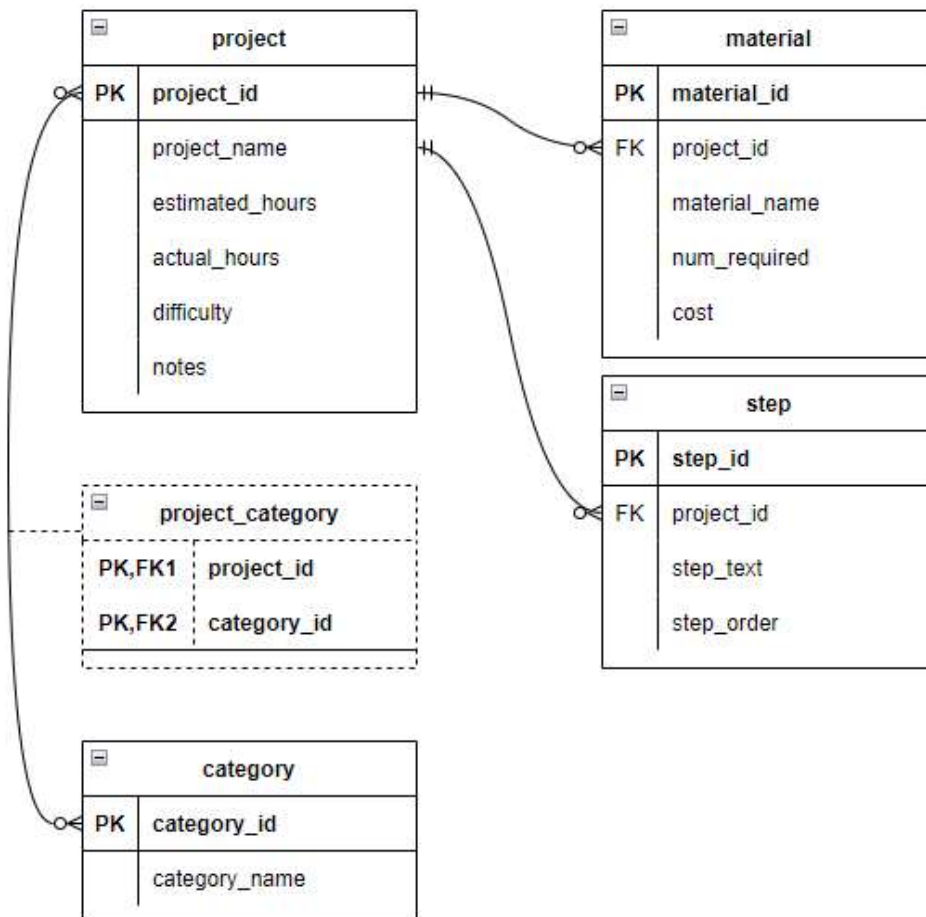 project
PK project_id
project_name
estimated_hours
actual_hours
difficulty
notes
material
PK material_id
FK project_id
material_name
num_required
cost
step
PK step_id
FK project_id
step_text
step_order
project_category
PK,FK1 project_id
PK,FK2 category_id
category
PK category_id
category_name